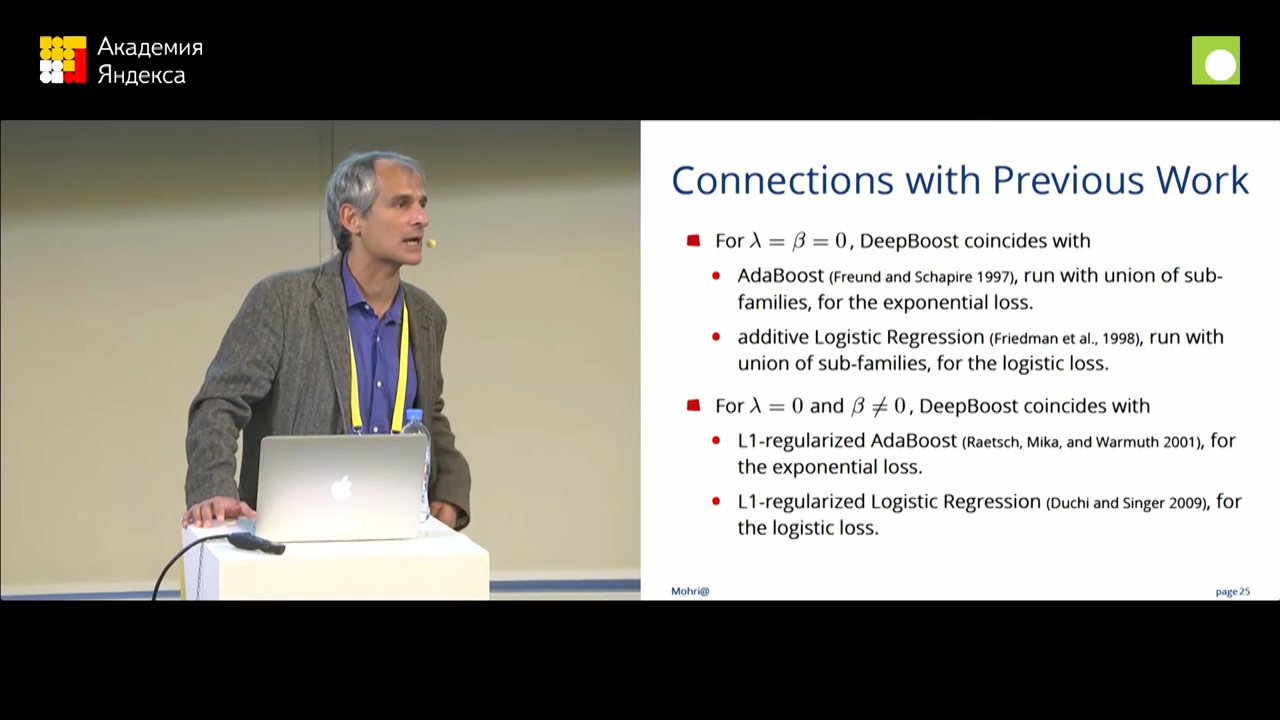 Академия
Яндекса
Connections with Previous Work
For λ = β = 0, DeepBoost coincides with
AdaBoost (Freund and Schapire 1997), run with union of sub-
families, for the exponential loss.
additive Logistic Regression (Friedman et al., 1998), run with
union of sub-families, for the logistic loss.
For λ = 0 and β ≠ 0, DeepBoost coincides with
L1-regularized AdaBoost (Raetsch, Mika, and Warmuth 2001), for
the exponential loss.
L1-regularized Logistic Regression (Duchi and Singer 2009), for
the logistic loss.
Mohri@
page 25